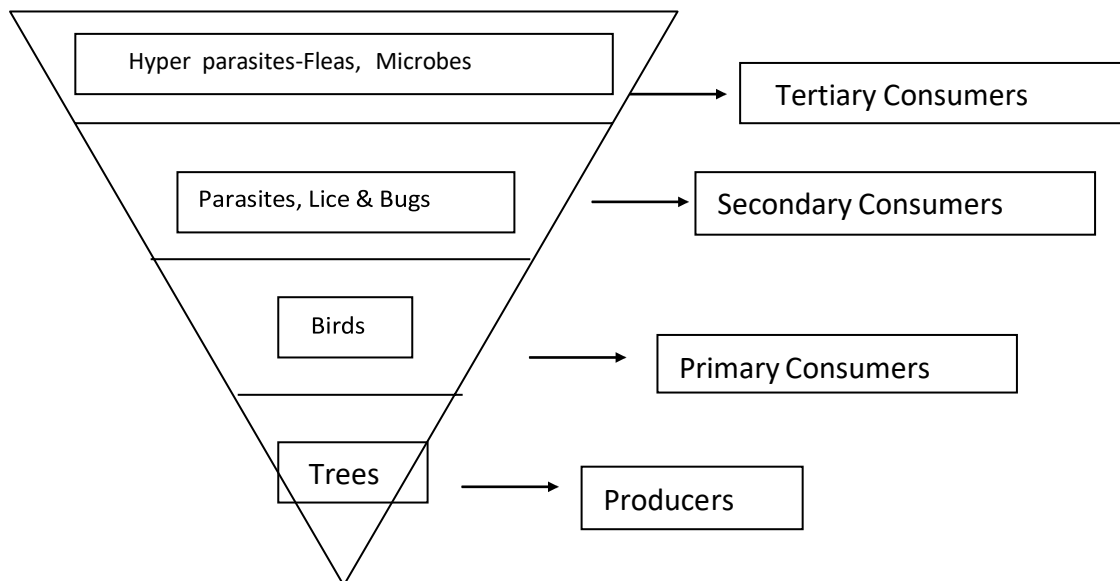 Hyper parasites-Fleas, Microbes
Tertiary Consumers
Parasites, Lice & Bugs
Secondary Consumers
Birds
Primary Consumers
Trees
Producers